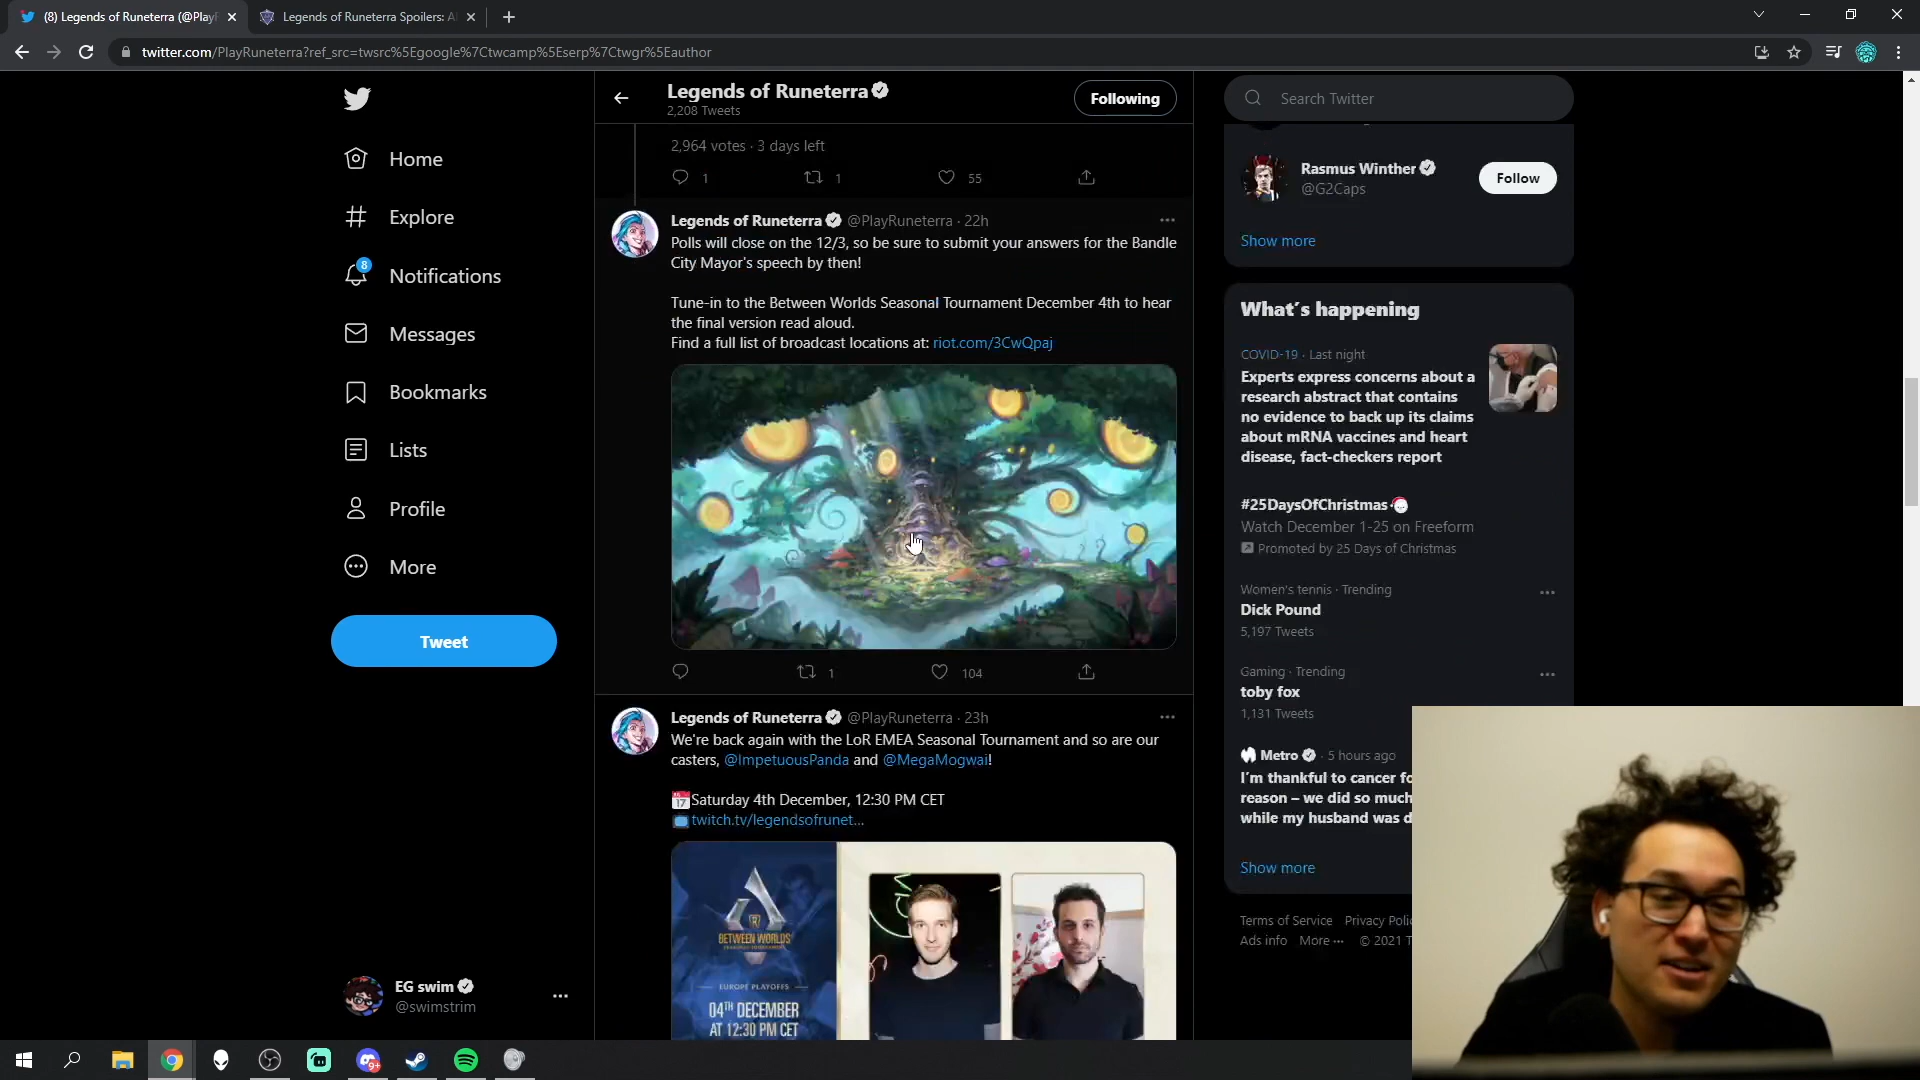 (8) Legends of Runeterra (@Play
Legends of Runeterra Spoilers: A
twitter.com/PlayRuneterra?ref_src=twsrc%5Egoogle%7Ctwcamp%5Eserp%7Ctwgr%5Eauthor
Legends of Runeterra
2,208 Tweets
Following
Search Twitter
Home
Explore
8
Notifications
Messages
Bookmarks
Lists
Profile
More
Tweet
EG swim
@swimstrim
2,964 votes · 3 days left
1
1
55
Legends of Runeterra @PlayRuneterra · 22h
Polls will close on the 12/3, so be sure to submit your answers for the Bandle
City Mayor's speech by then!
Tune-in to the Between Worlds Seasonal Tournament December 4th to hear
the final version read aloud.
Find a full list of broadcast locations at: riot.com/3CwQpaj
1
104
Legends of Runeterra @PlayRuneterra · 23h
We're back again with the LoR EMEA Seasonal Tournament and so are our
casters, @ImpetuousPanda and @MegaMogwai!
17
Saturday 4th December, 12:30 PM CET
twitch.tv/legendsofrunet...
BETWEEN WORLDS
EUROPE PLAYOFFS
04TH DECEMBER
AT 12:30 PM CET
Rasmus Winther
@G2Caps
Follow
Show more
What's happening
COVID-19 · Last night
Experts express concerns about a
research abstract that contains
no evidence to back up its claims
about mRNA vaccines and heart
disease, fact-checkers report
#25DaysOfChristmas
Watch December 1-25 on Freeform
Promoted by 25 Days of Christmas
Women's tennis · Trending
Dick Pound
5,197 Tweets
Gaming · Trending
toby fox
1,131 Tweets
Metro · 5 hours ago
I'm thankful to cancer fo
reason – we did so much
while my husband was d
Show more
Terms of Service Privacy Polic
Ads info More ··· © 2021 T
9+